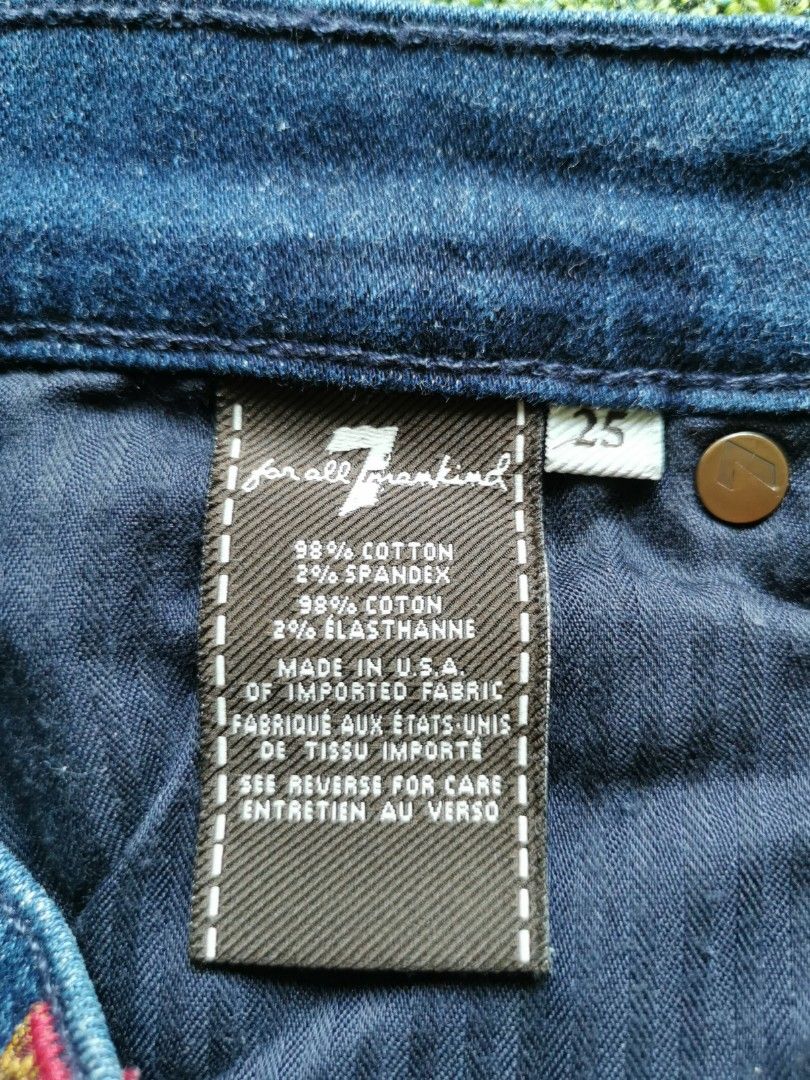 7
for all mankind
25
7
98% COTTON
2% SPANDEX
98% COTON
2% ÉLASTHANNE
MADE IN U.S.A.
OF IMPORTED FABRIC
FABRIQUÉ AUX ÉTATS-UNIS
DE TISSU IMPORTÉ
SEE REVERSE FOR CARE
ENTRETIEN AU VERSO